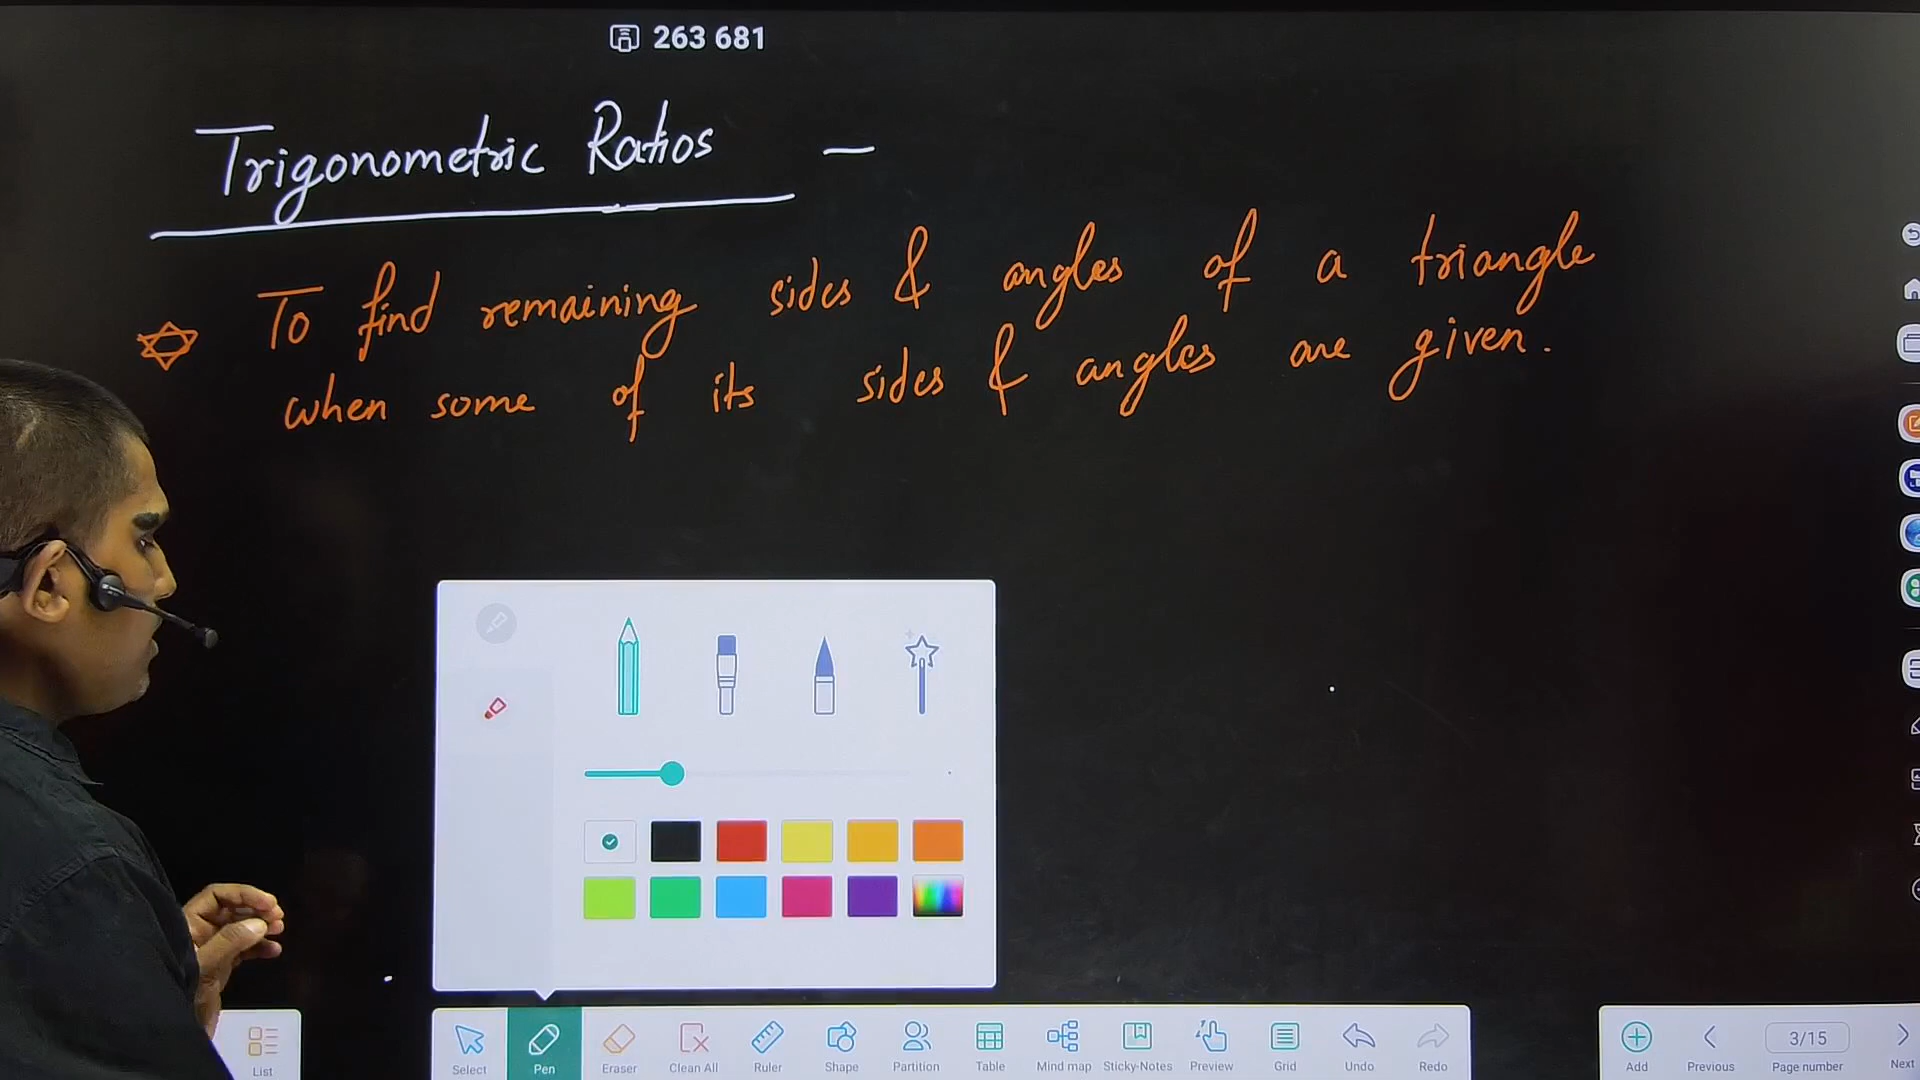 263 681
Trigonometric Ratios —
To find remaining sides & angles of a triangle
when some of its sides & angles are given.
List
Select
Pen
Eraser
Clean All
Ruler
Shape
Partition
Table
Mind map
Sticky-Notes
Preview
Grid
Undo
Redo
Add
Previous
3/15
Page number
Next